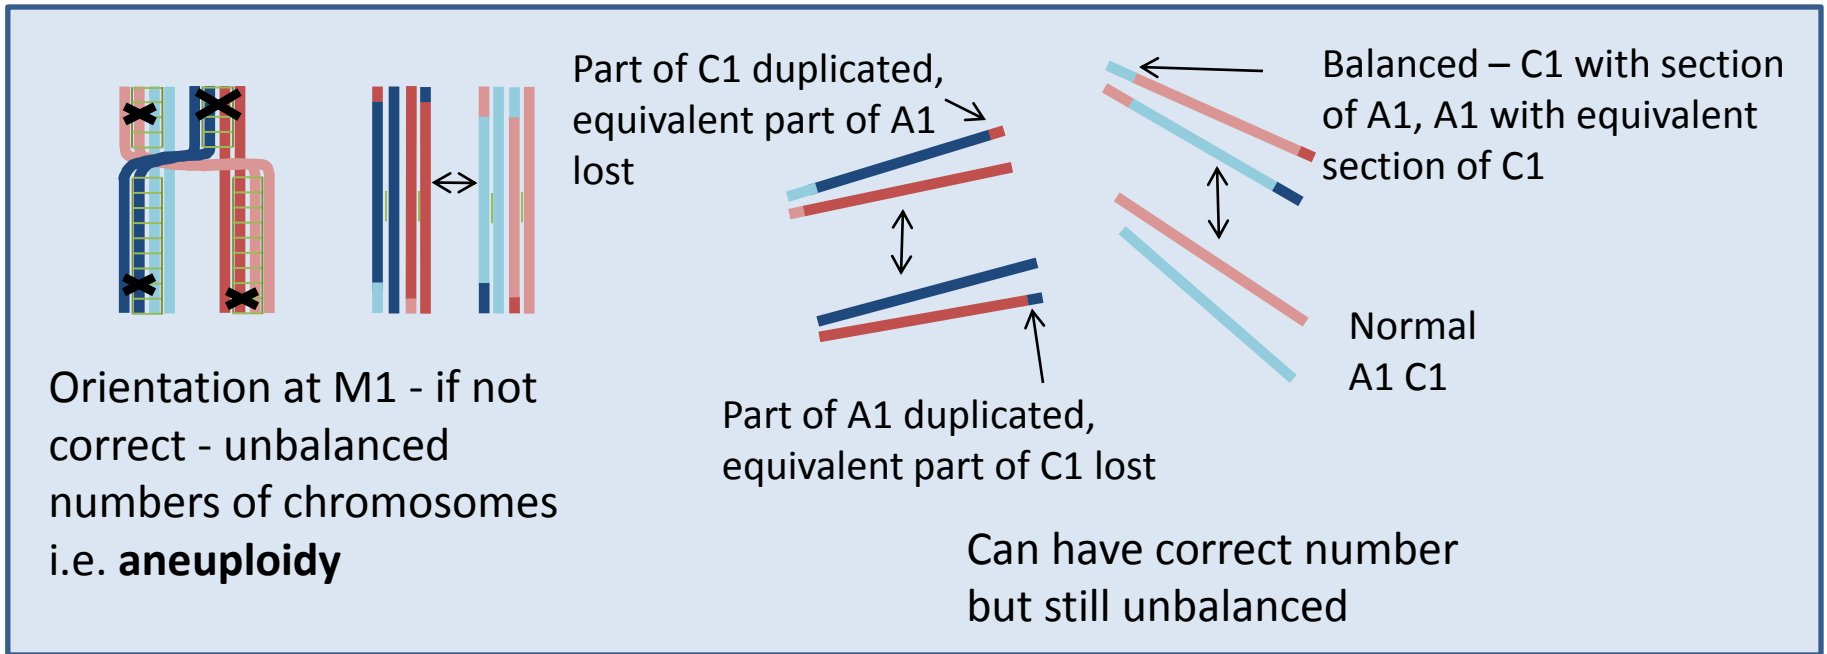 Part of C1 duplicated,
equivalent part of A1
lost
Balanced – C1 with section
of A1, A1 with equivalent
section of C1
Orientation at M1 - if not
correct - unbalanced
numbers of chromosomes
i.e. aneuploidy
Part of A1 duplicated,
equivalent part of C1 lost
Normal
A1 C1
Can have correct number
but still unbalanced